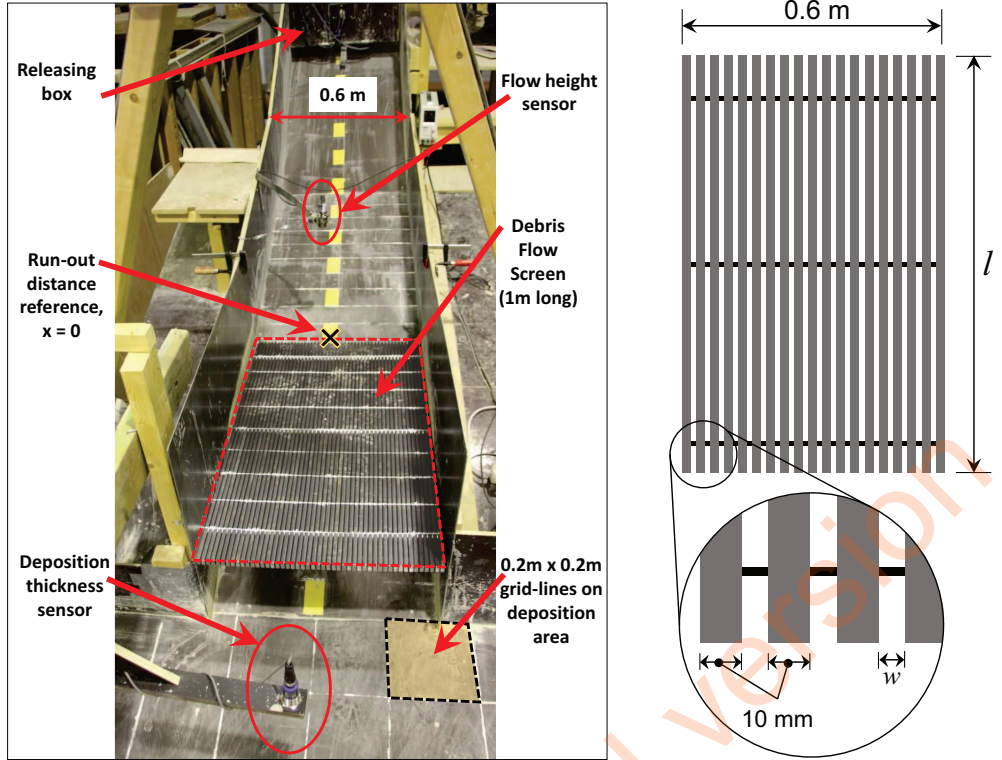 Releasing
box
0.6 m
Flow height
sensor
Run-out
distance
reference,
x = 0
Debris
Flow
Screen
(1m long)
Deposition
thickness
sensor
0.2m x 0.2m
grid-lines on
deposition
area
0.6 m
l
w
10 mm
l version